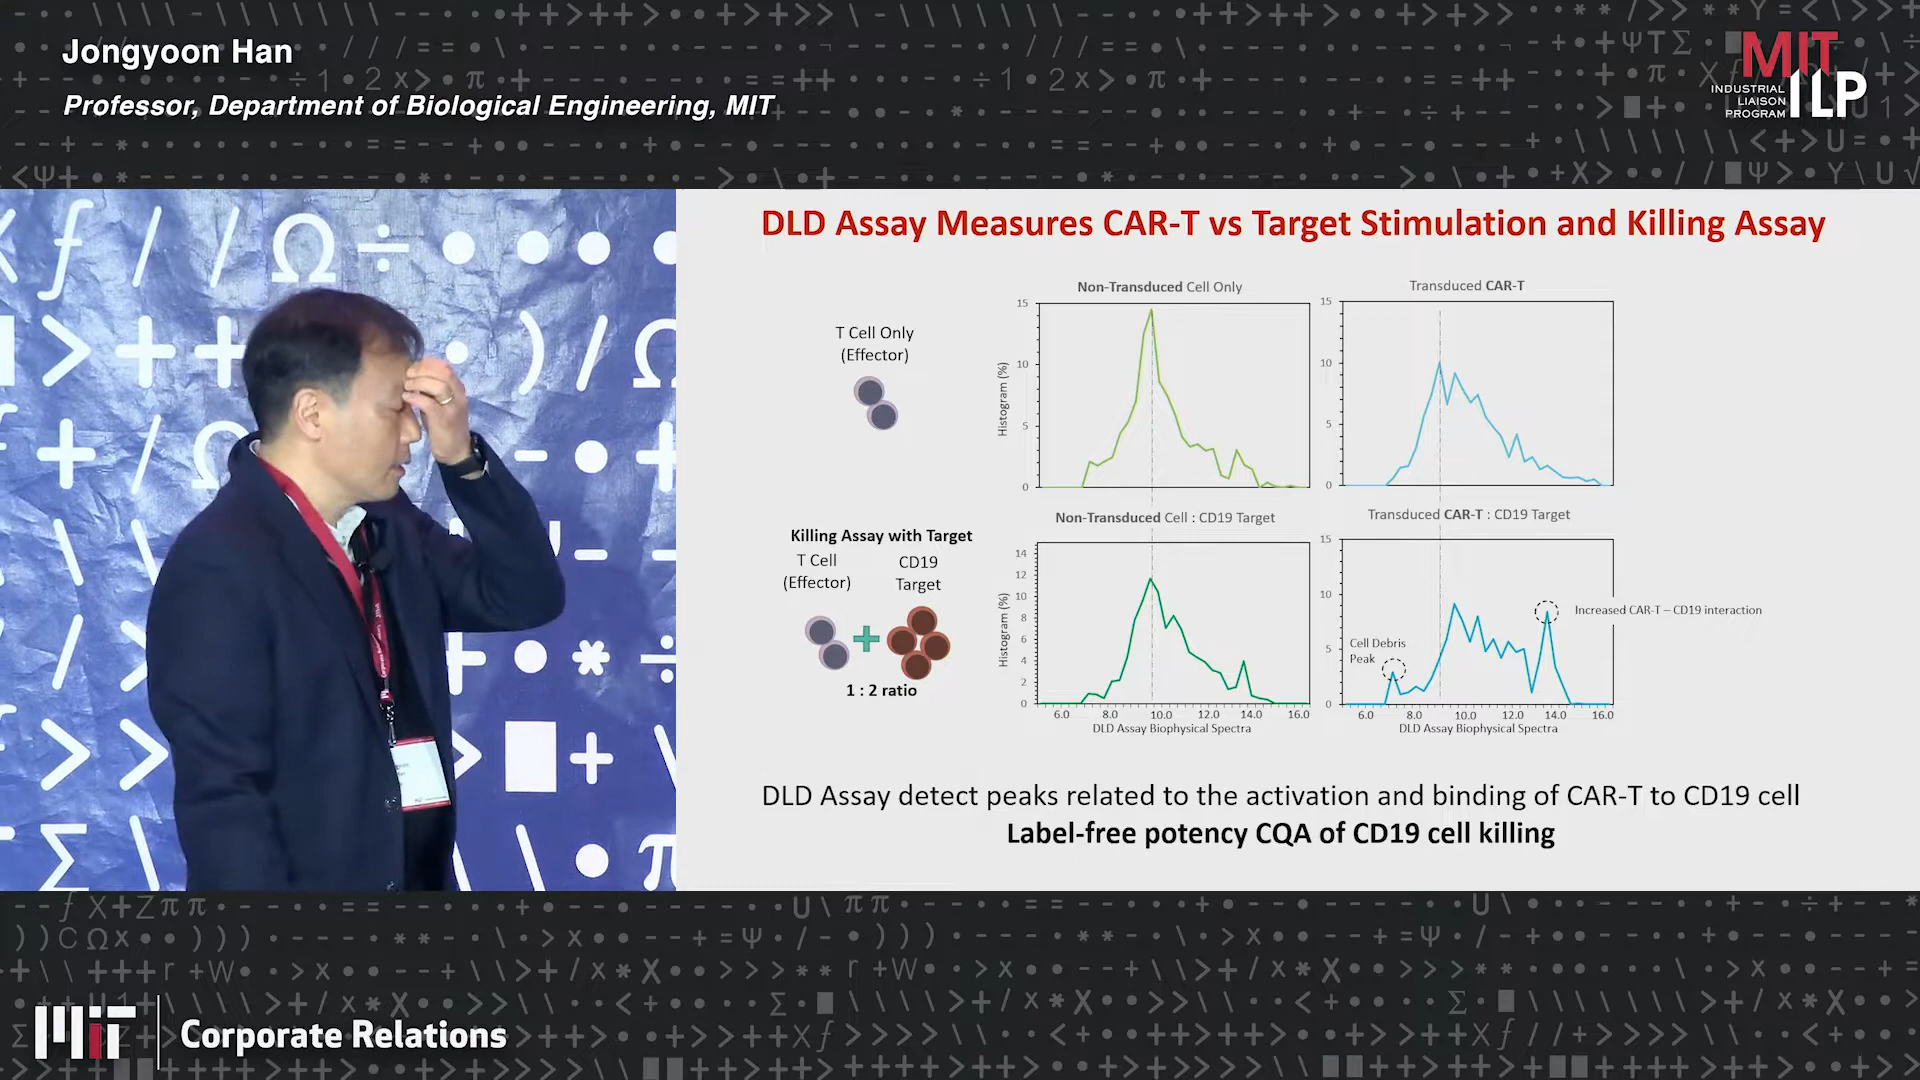 Jongyoon Han
Professor, Department of Biological Engineering, MIT
MIT
ILP
INDUSTRIAL
LIAISON
PROGRAM
DLD Assay Measures CAR-T vs Target Stimulation and Killing Assay
T Cell Only
(Effector)
Non-Transduced Cell Only
Histogram (%)
15
10
5
0
Transduced CAR-T
15
10
5
0
Killing Assay with Target
T Cell
(Effector)
CD19
Target
1 : 2 ratio
Non-Transduced Cell : CD19 Target
Histogram (%)
14
12
10
8
6
4
2
0
6.0 8.0 10.0 12.0 14.0 16.0
DLD Assay Biophysical Spectra
Transduced CAR-T : CD19 Target
15
10
5
0
Cell Debris
Peak
Increased CAR-T – CD19 interaction
6.0 8.0 10.0 12.0 14.0 16.0
DLD Assay Biophysical Spectra
DLD Assay detect peaks related to the activation and binding of CAR-T to CD19 cell
Label-free potency CQA of CD19 cell killing
MIT
Corporate Relations